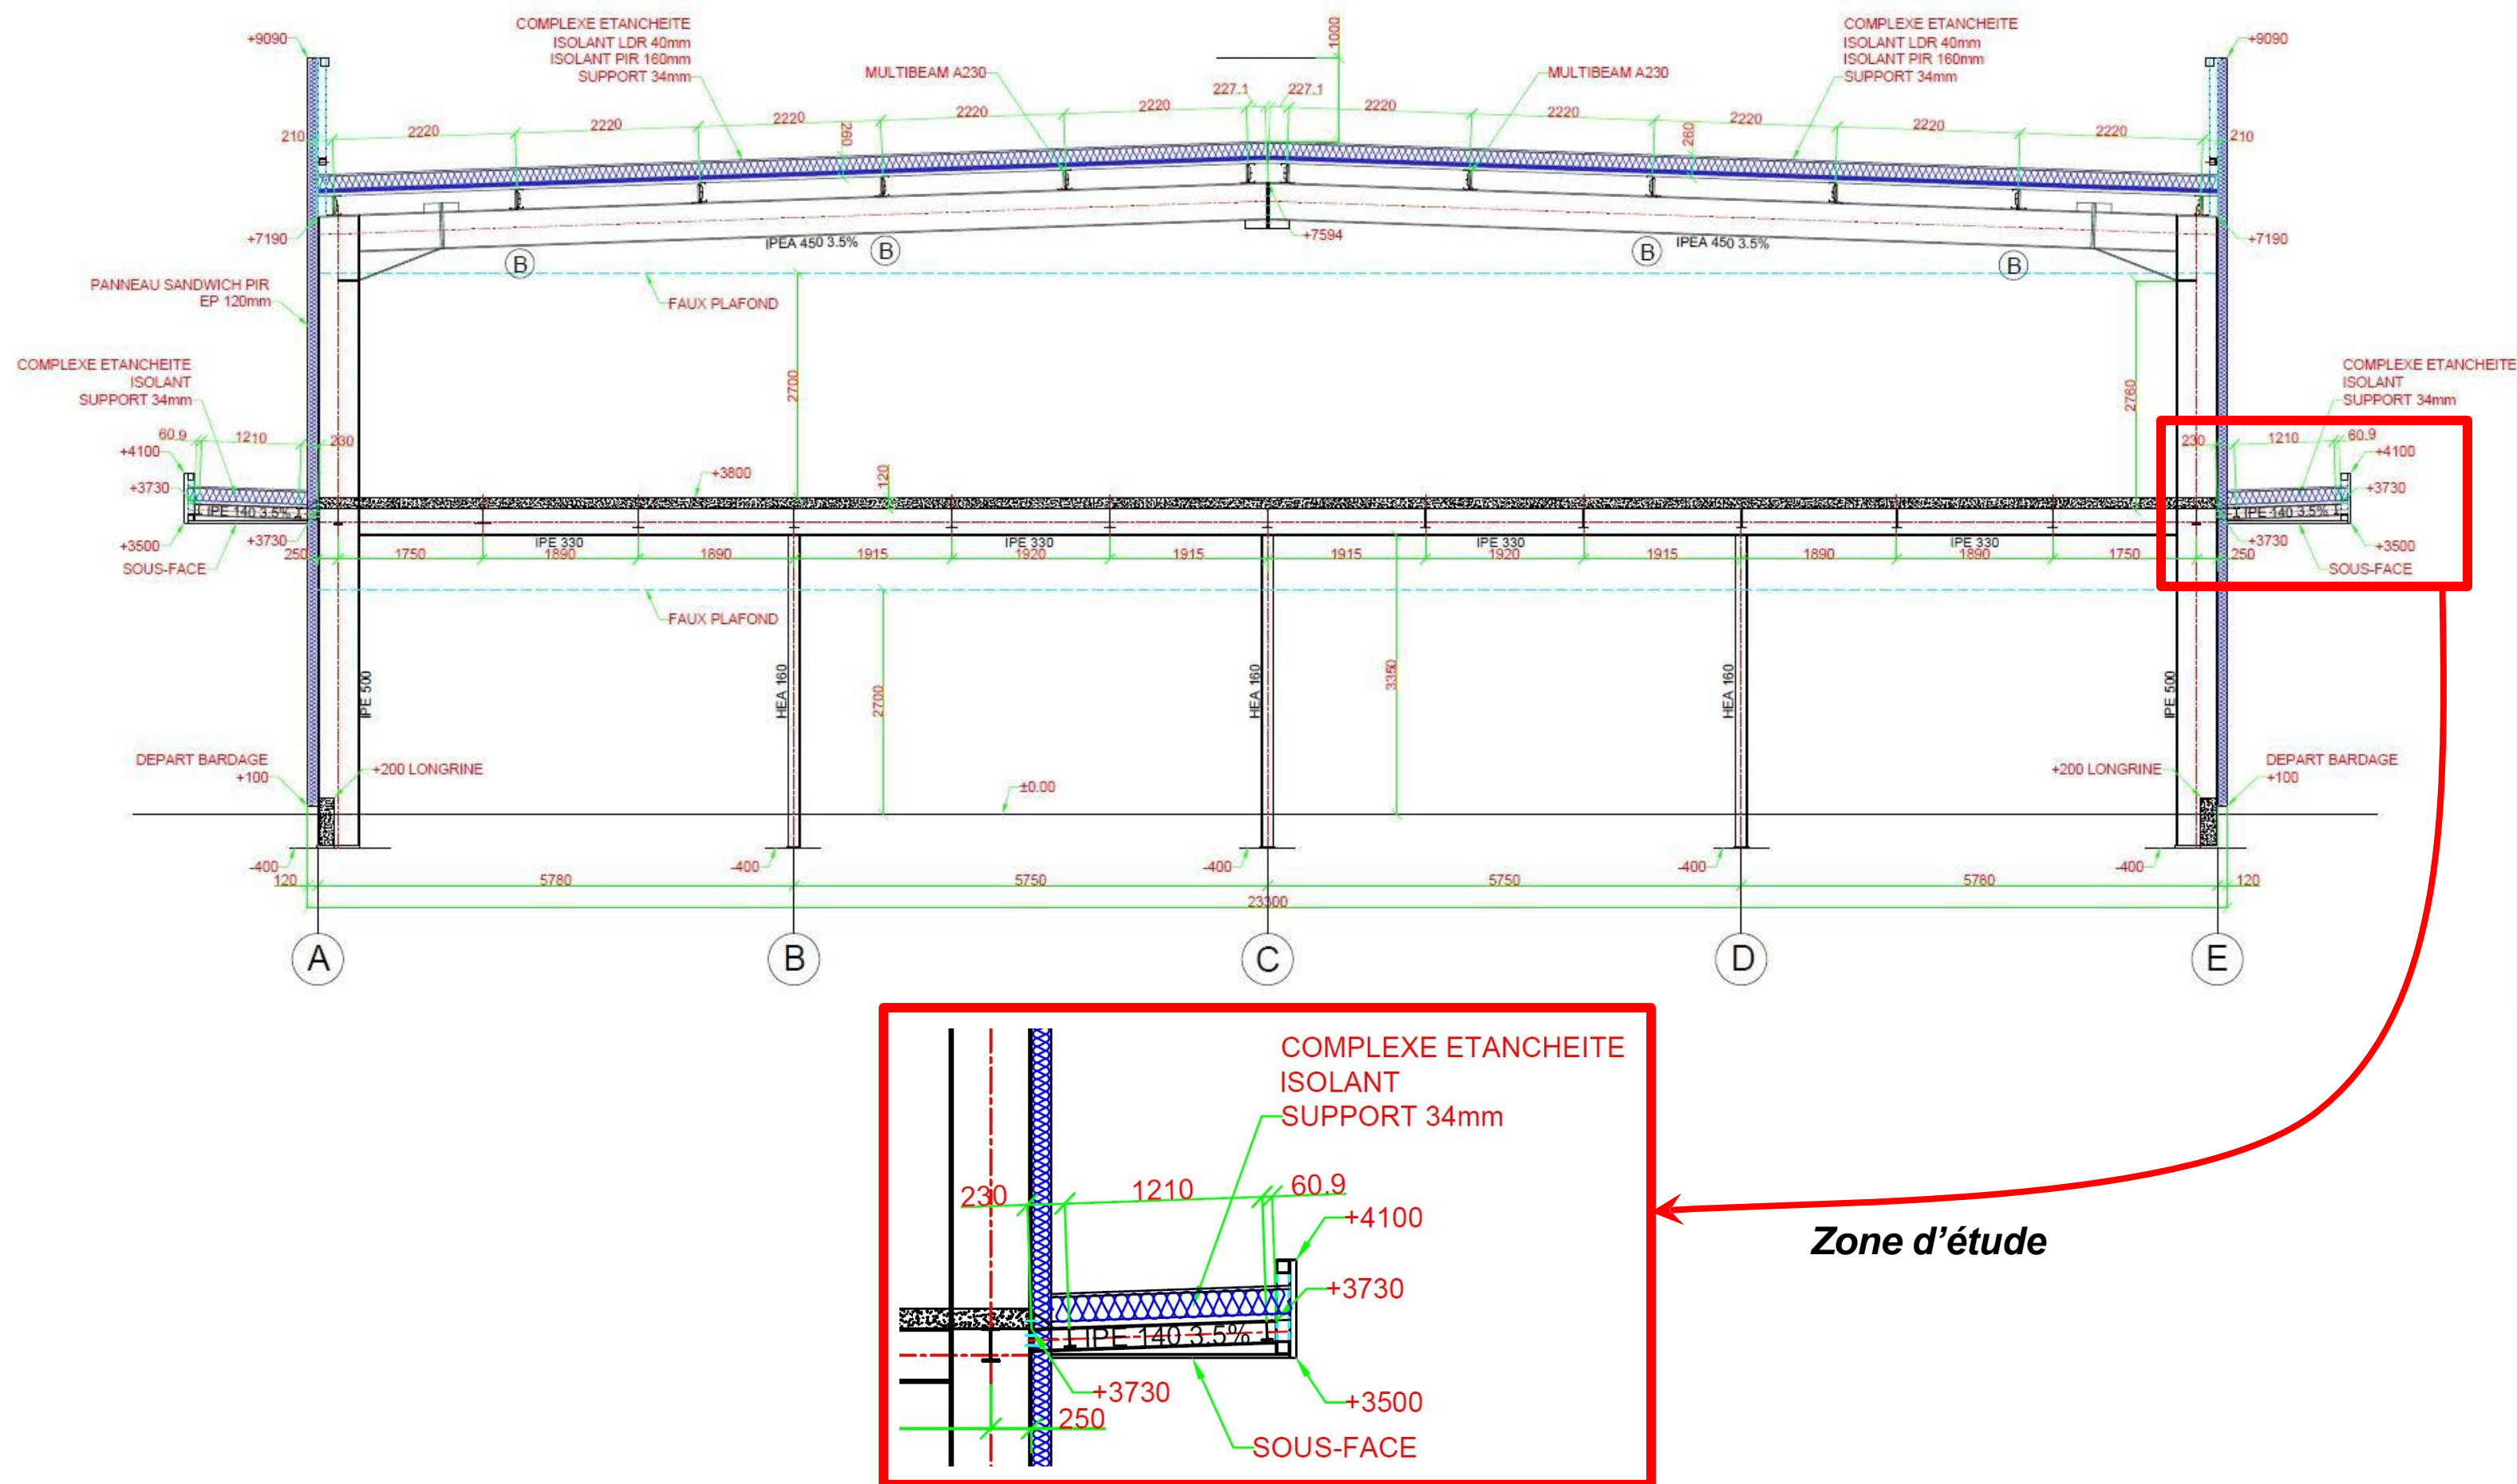 COMPLEXE ETANCHEITE
ISOLANT LDR 40mm
ISOLANT PIR 160mm
SUPPORT 34mm
+9090
MULTIBEAM A230
1000
MULTIBEAM A230
COMPLEXE ETANCHEITE
ISOLANT LDR 40mm
ISOLANT PIR 160mm
SUPPORT 34mm
+9090
210
2220
2220
2220
2220
2220
227.1
227.1
2220
2220
2220
2220
2220
210
260
260
+7190
IPEA 450 3.5%
B
B
+7594
B
IPEA 450 3.5%
B
+7190
PANNEAU SANDWICH PIR
EP 120mm
FAUX PLAFOND
2700
2760
COMPLEXE ETANCHEITE
ISOLANT
SUPPORT 34mm
60.9
1210
230
+4100
+3730
IPE 140 3.5%
+3500
+3730
SOUS-FACE
+3800
120
COMPLEXE ETANCHEITE
ISOLANT
SUPPORT 34mm
230
1210
60.9
+4100
+3730
IPE 140 3.5%
+3730
+3500
SOUS-FACE
IPE 330
IPE 330
IPE 330
IPE 330
250
1750
1890
1890
1915
1920
1915
1915
1920
1915
1890
1890
1750
250
FAUX PLAFOND
IPE 500
HEA 160
2700
HEA 160
3350
HEA 160
IPE 500
DEPART BARDAGE
+100
+200 LONGRINE
±0.00
+200 LONGRINE
DEPART BARDAGE
+100
-400
-400
-400
-400
-400
120
5780
5750
5750
5780
120
23300
A
B
C
D
E
COMPLEXE ETANCHEITE
ISOLANT
SUPPORT 34mm
230
1210
60.9
+4100
+3730
IPE 140 3.5%
+3730
+3500
250
SOUS-FACE
Zone d'étude